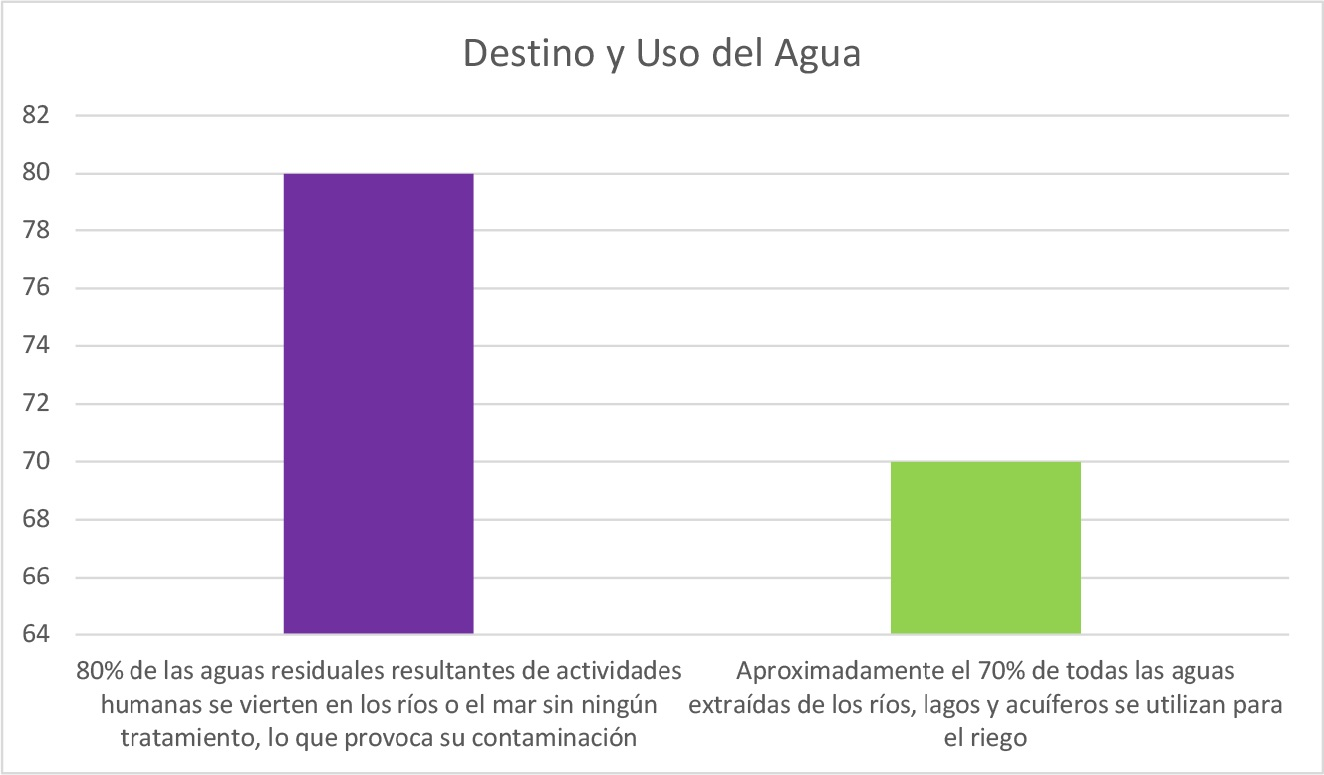 Destino y Uso del Agua
82
80
78
76
74
72
70
68
66
64
80% de las aguas residuales resultantes de actividades
humanas se vierten en los ríos o el mar sin ningún
tratamiento, lo que provoca su contaminación
Aproximadamente el 70% de todas las aguas
extraídas de los ríos, lagos y acuíferos se utilizan para
el riego